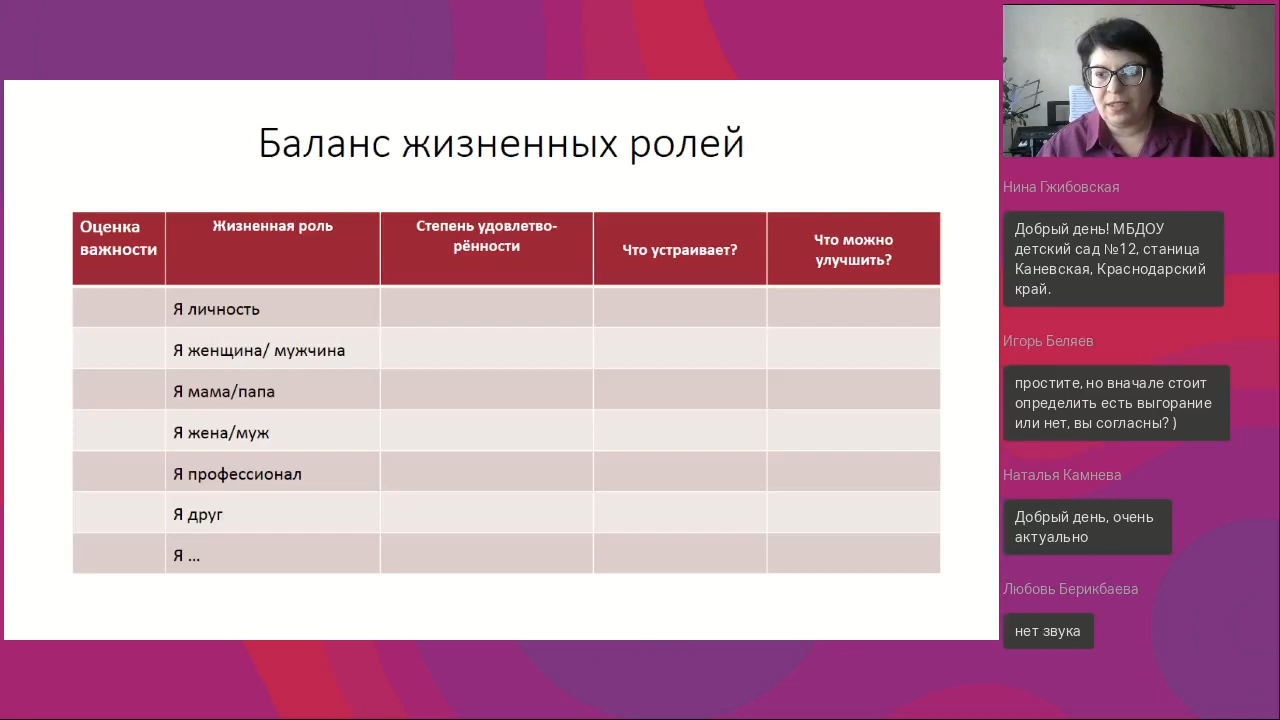 Баланс жизненных ролей
Оценка
важности
Жизненная роль
Степень удовлетво-
рённости
Что устраивает?
Что можно
улучшить?
Я личность
Я женщина/ мужчина
Я мама/папа
Я жена/муж
Я профессионал
Я друг
Я ...
Нина Гжибовская
Добрый день! МБДОУ
детский сад №12, станица
Каневская, Краснодарский
край.
Игорь Беляев
простите, но вначале стоит
определить есть выгорание
или нет, вы согласны? )
Наталья Камнева
Добрый день, очень
актуально
Любовь Берикбаева
нет звука